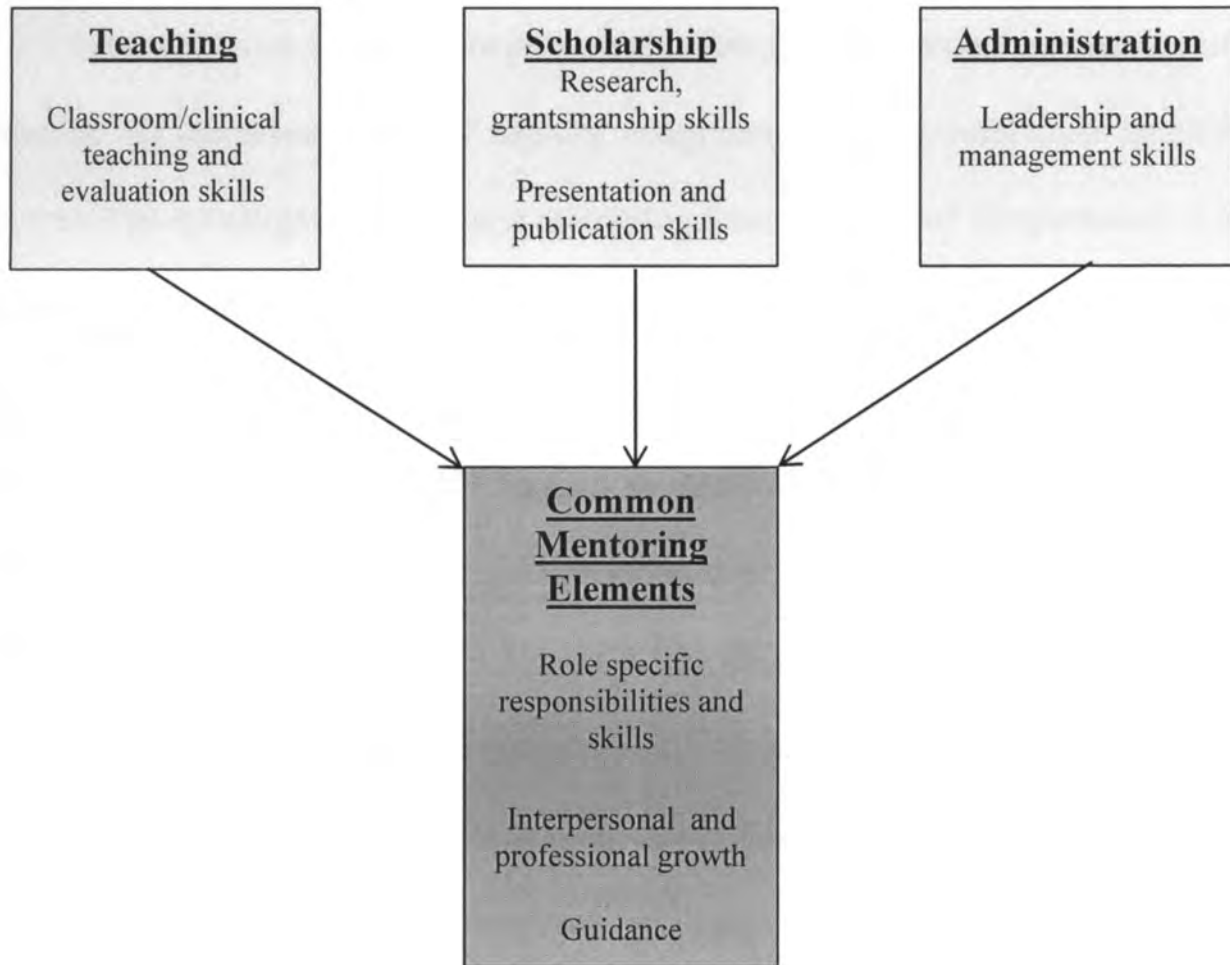 Teaching
Classroom/clinical
teaching and
evaluation skills
Scholarship
Research,
grantsmanship skills
Presentation and
publication skills
Administration
Leadership and
management skills
Common
Mentoring
Elements
Role specific
responsibilities and
skills
Interpersonal and
professional growth
Guidance